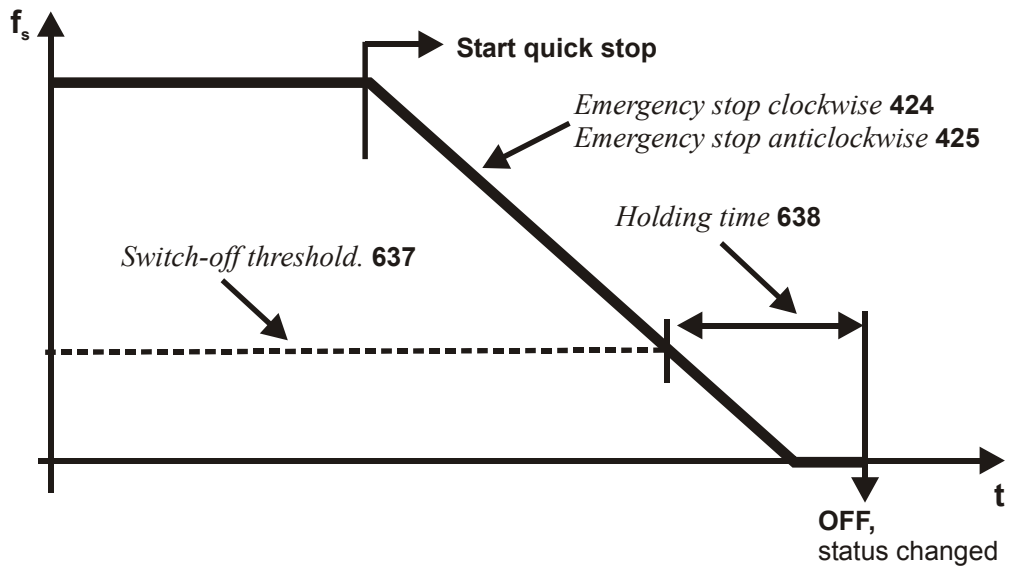 fs
Start quick stop
Emergency stop clockwise 424
Emergency stop anticlockwise 425
Holding time 638
Switch-off threshold. 637
t
OFF,
status changed